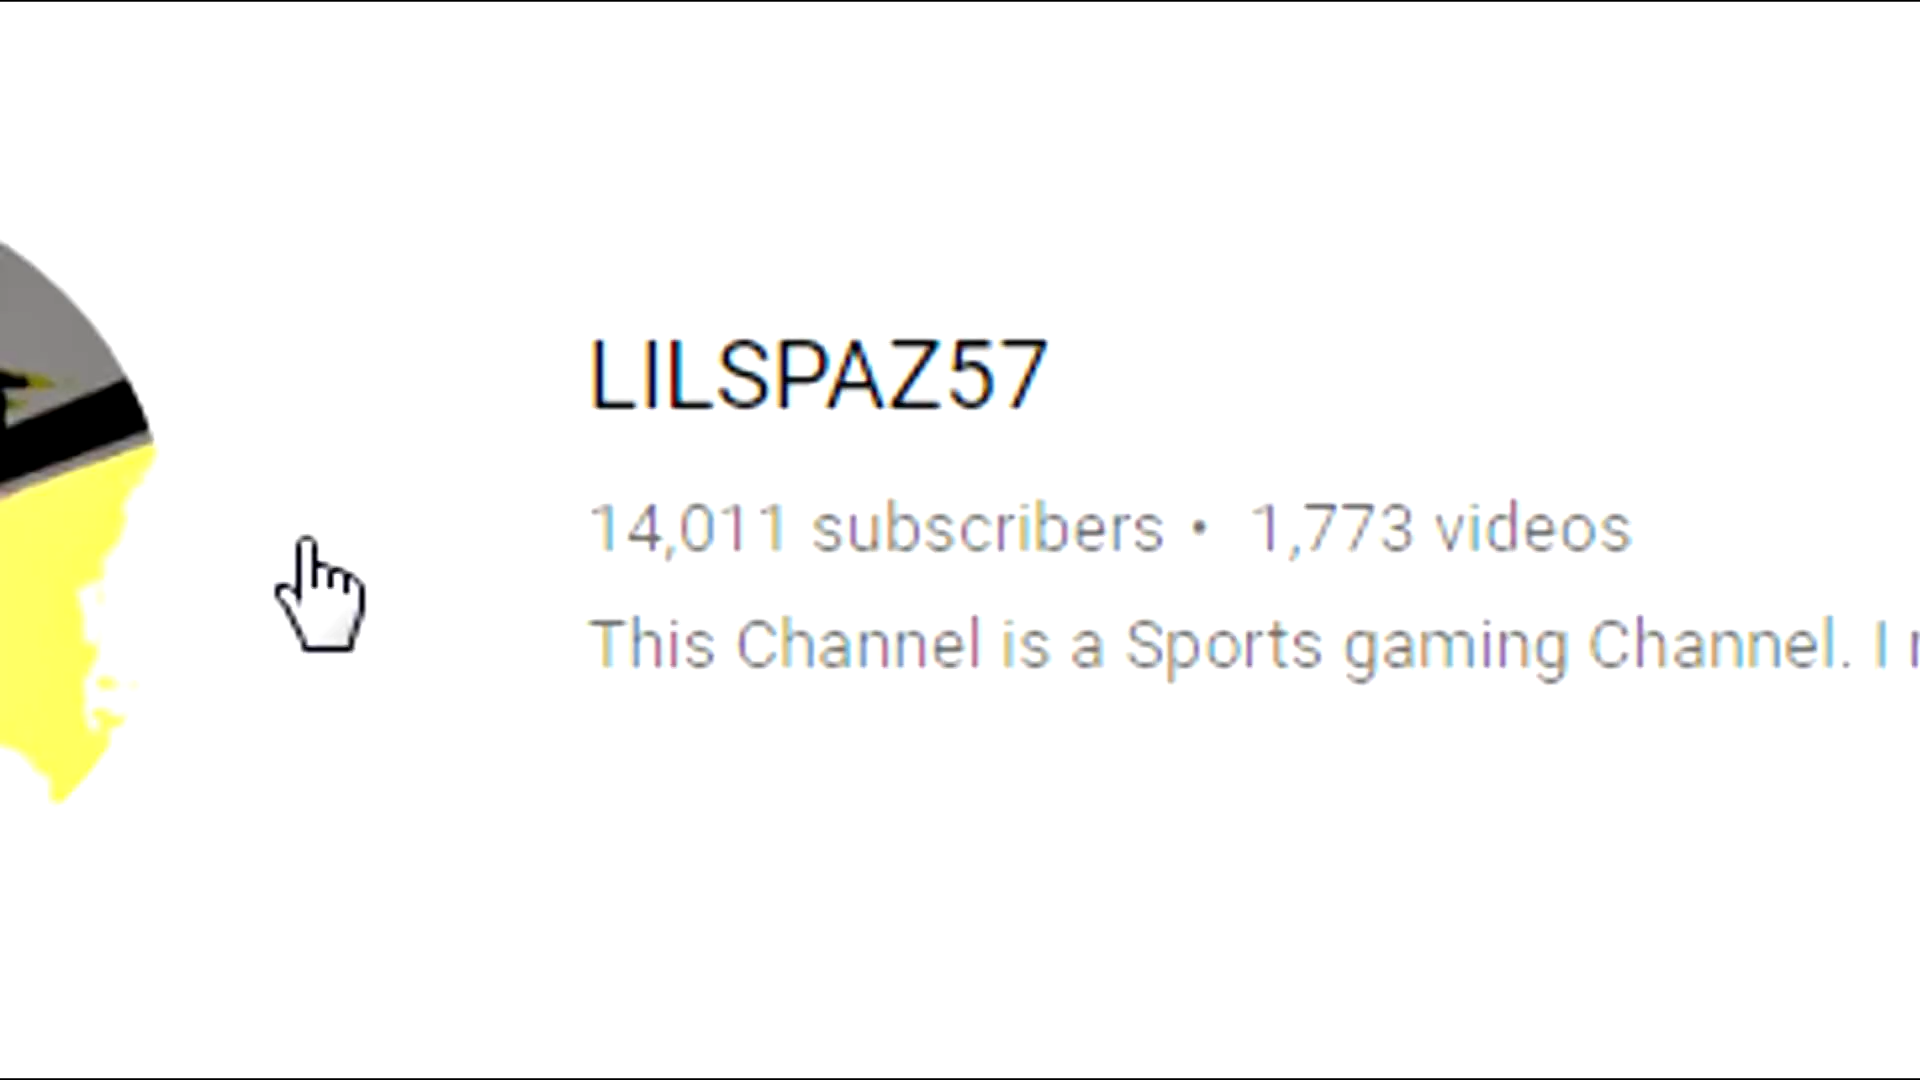 LILSPAZ57
14,011 subscribers • 1,773 videos
This Channel is a Sports gaming Channel. I